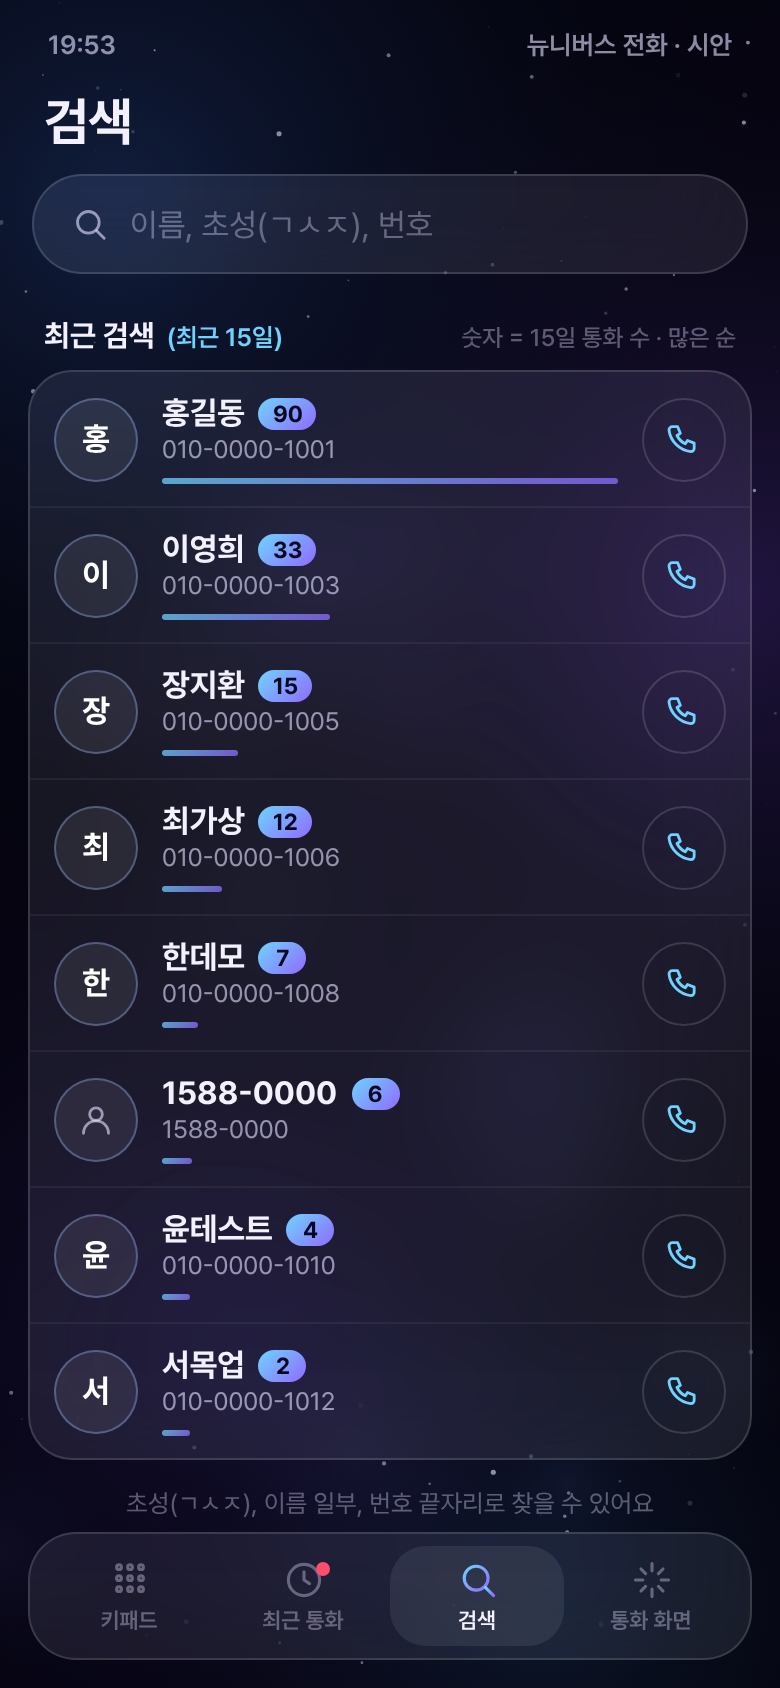 19:53
뉴니버스 전화 · 시안
검색
이름, 초성(ㄱㅅㅈ), 번호
최근 검색 (최근 15일)
숫자 = 15일 통화 수 · 많은 순
홍
홍길동 90
010-0000-1001
이
이영희 33
010-0000-1003
장
장지환 15
010-0000-1005
최
최가상 12
010-0000-1006
한
한데모 7
010-0000-1008
1588-0000 6
1588-0000
윤
윤테스트 4
010-0000-1010
서
서목업 2
010-0000-1012
초성(ㄱㅅㅈ), 이름 일부, 번호 끝자리로 찾을 수 있어요
키패드
최근 통화
검색
통화 화면